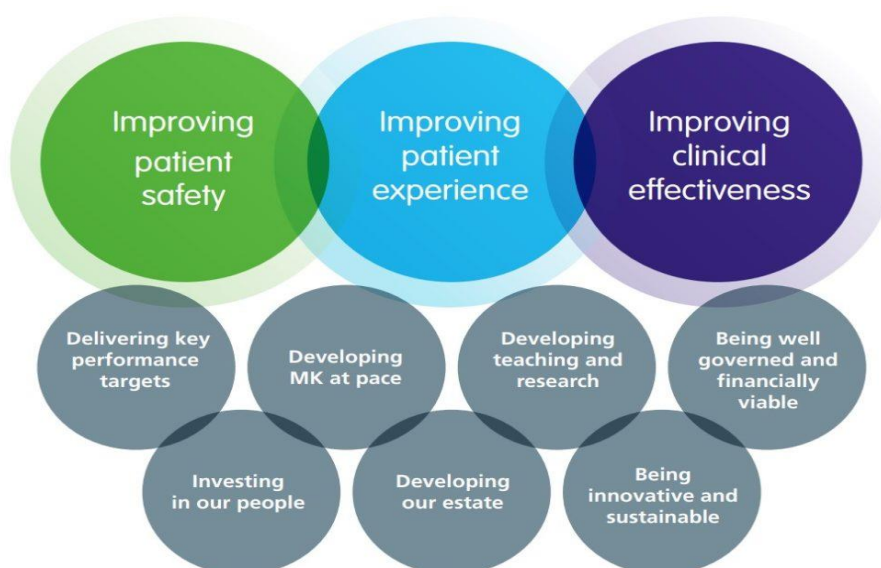 Improving
patient
safety
Improving
patient
experience
Improving
clinical
effectiveness
Delivering key
performance
targets
Developing
MK at pace
Developing
teaching and
research
Being well
governed and
financially
viable
Investing
in our people
Developing
our estate
Being
innovative and
sustainable